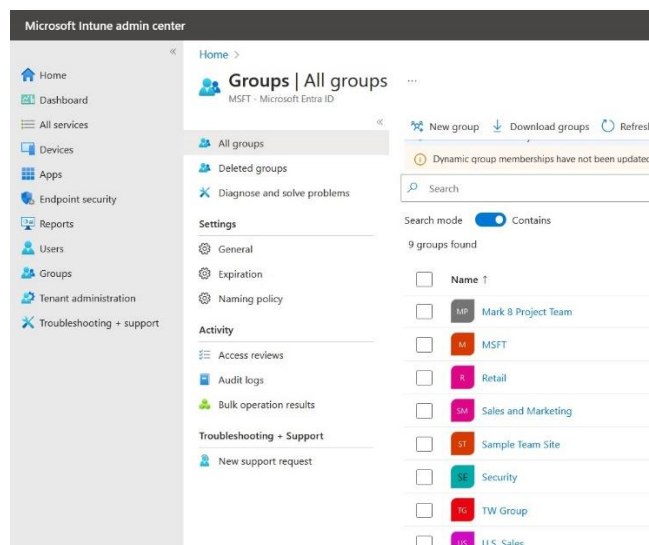 Microsoft Intune admin center
«
Home
Dashboard
All services
Devices
Apps
Endpoint security
Reports
Users
Groups
Tenant administration
Troubleshooting + support
Home >
Groups | All groups ...
MSFT - Microsoft Entra ID
«
All groups
Deleted groups
Diagnose and solve problems
Settings
General
Expiration
Naming policy
Activity
Access reviews
Audit logs
Bulk operation results
Troubleshooting + Support
New support request
New group Download groups Refresh
Dynamic group memberships have not been updated
Search
Search mode Contains
9 groups found
Name ↑
MP Mark 8 Project Team
M MSFT
R Retail
SM Sales and Marketing
ST Sample Team Site
SE Security
TG TW Group
US U.S. Sales